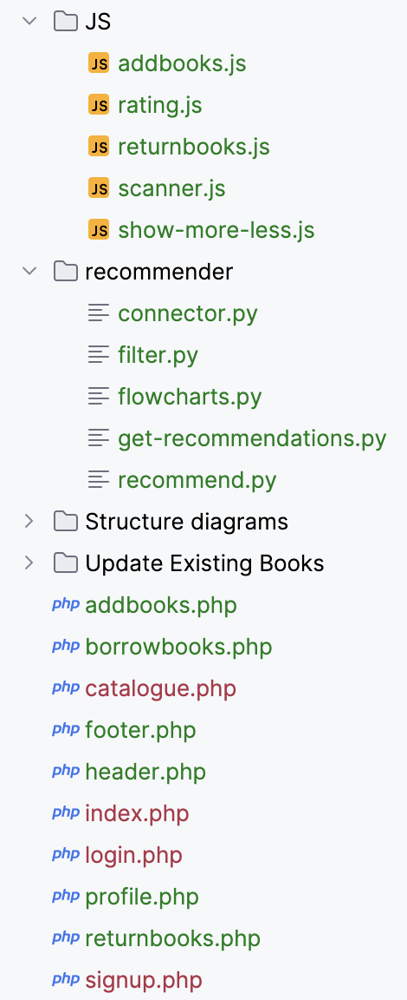 JS
JS addbooks.js
JS rating.js
JS returnbooks.js
JS scanner.js
JS show-more-less.js
recommender
connector.py
filter.py
flowcharts.py
get-recommendations.py
recommend.py
Structure diagrams
Update Existing Books
php addbooks.php
php borrowbooks.php
php catalogue.php
php footer.php
php header.php
php index.php
php login.php
php profile.php
php returnbooks.php
php signup.php